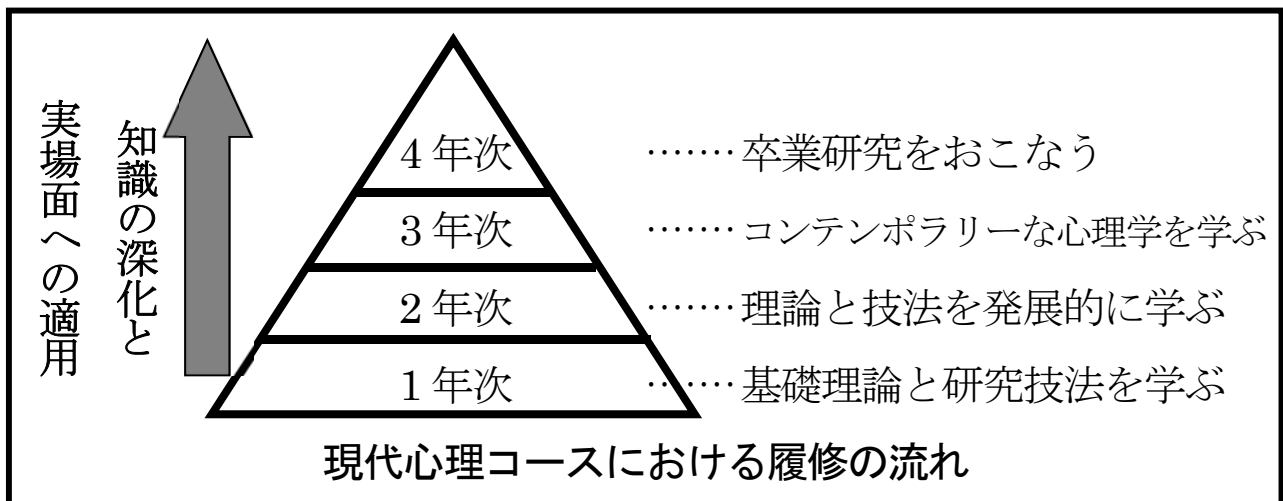 知識の深化と
実場面への適用
4 年次 ⋯⋯⋯卒業研究をおこなう
3 年次 ⋯⋯⋯コンテンポラリーな心理学を学ぶ
2 年次 ⋯⋯⋯理論と技法を発展的に学ぶ
1 年次 ⋯⋯⋯基礎理論と研究技法を学ぶ
現代心理コースにおける履修の流れ